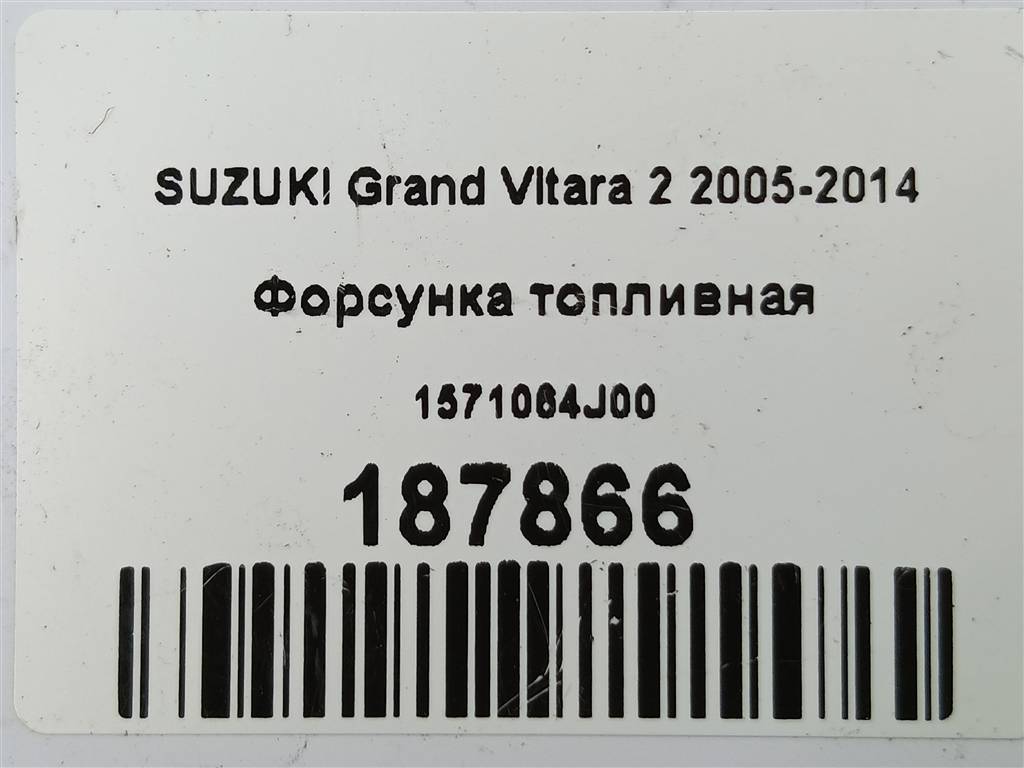 SUZUKI Grand Vitara 2 2005-2014
Форсунка топливная
1571064J00
187866